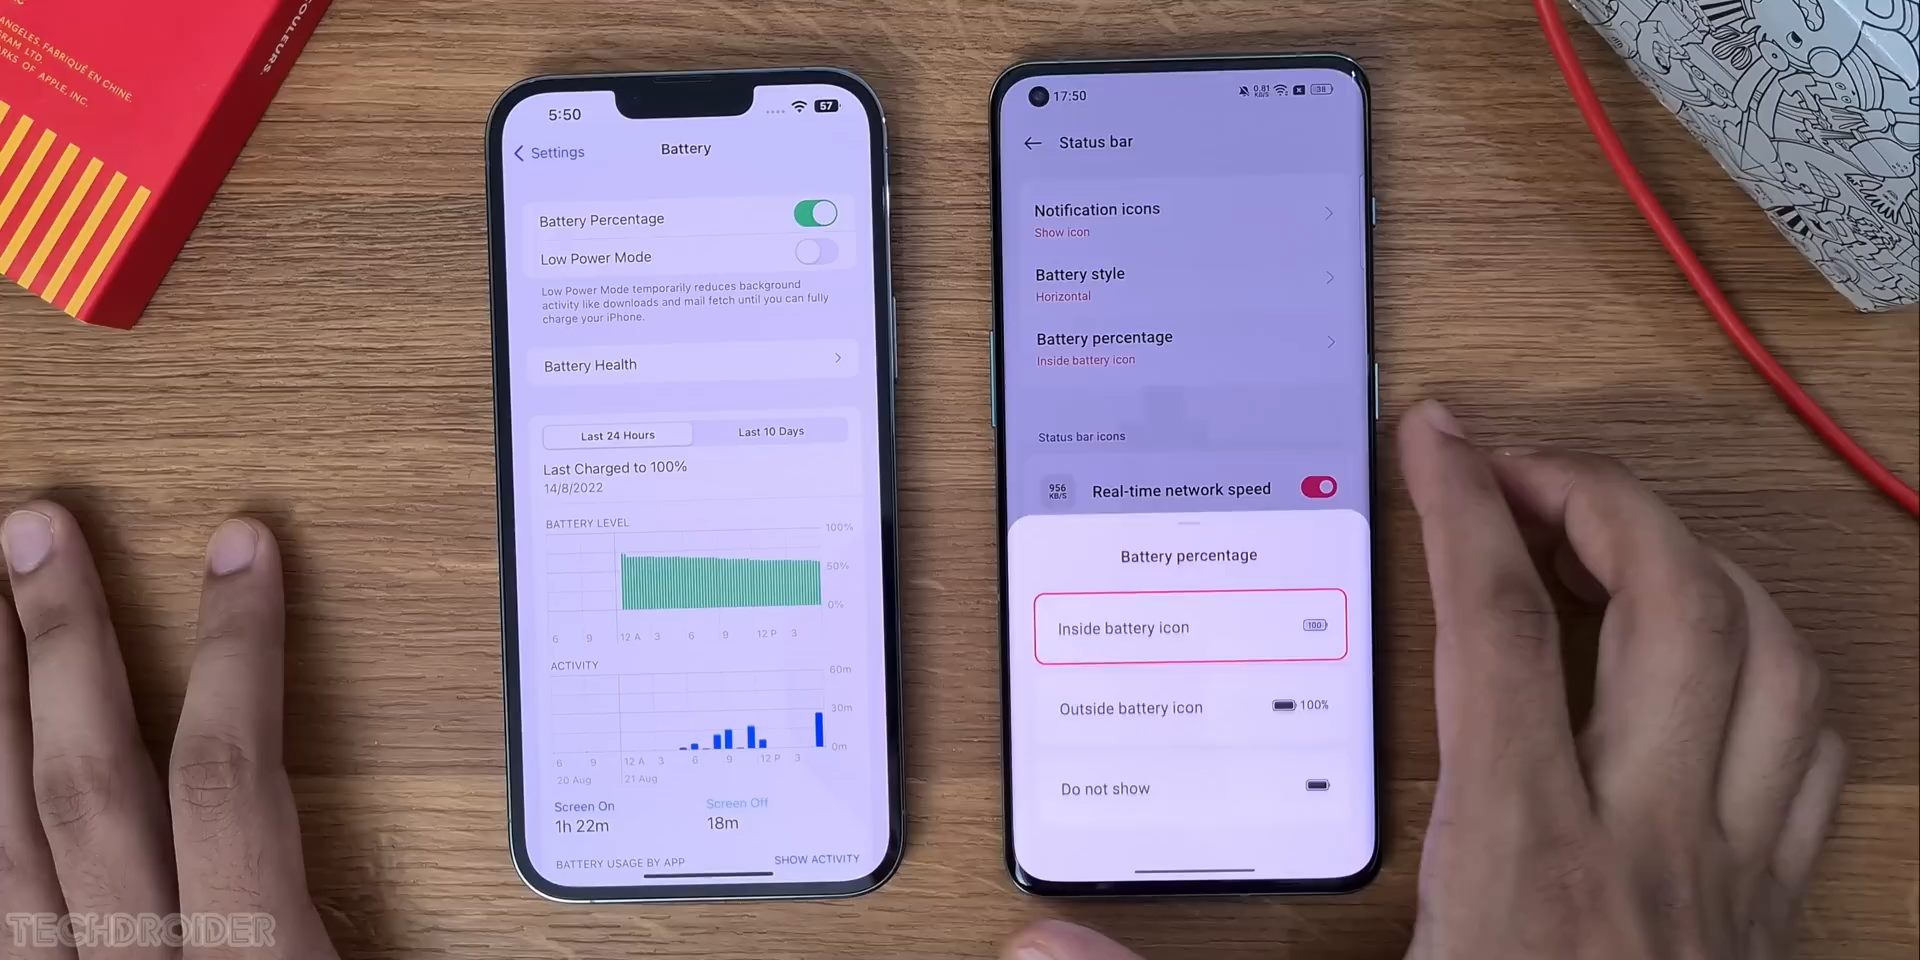 COULEURS.
ANGELES. FABRIQUÉ EN CHINE.
GRAM LTD.
RKS OF APPLE, INC.
5:50
57
Settings
Battery
Battery Percentage
Low Power Mode
Low Power Mode temporarily reduces background
activity like downloads and mail fetch until you can fully
charge your iPhone.
Battery Health
Last 24 Hours
Last 10 Days
Last Charged to 100%
14/8/2022
BATTERY LEVEL
100%
50%
0%
6 9 12 A 3 6 9 12 P 3
ACTIVITY
60m
30m
0m
6 9 12 A 3 6 9 12 P 3
20 Aug 21 Aug
Screen On
1h 22m
Screen Off
18m
BATTERY USAGE BY APP
SHOW ACTIVITY
17:50
0.81
KB/S
38
Status bar
Notification icons
Show icon
Battery style
Horizontal
Battery percentage
Inside battery icon
Status bar icons
956
KB/S
Real-time network speed
Battery percentage
Inside battery icon
100
Outside battery icon
100%
Do not show
TECHDROIDER